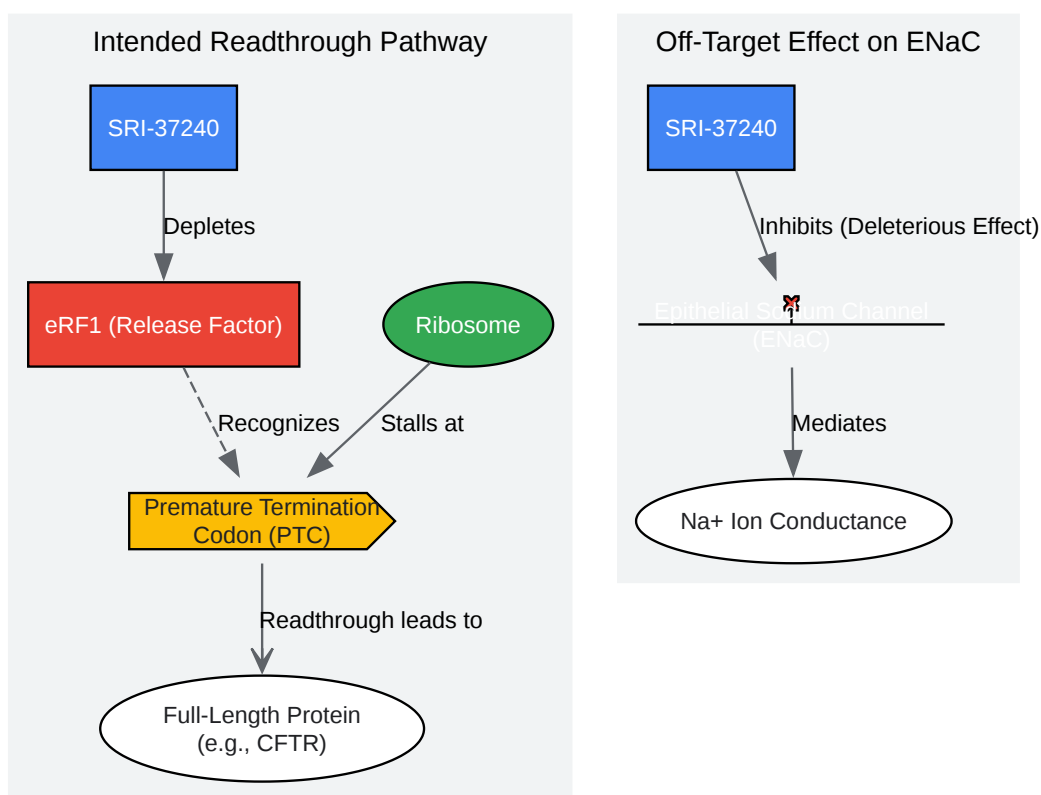 Intended Readthrough Pathway
SRI-37240
Depletes
eRF1 (Release Factor)
Ribosome
Recognizes
Stalls at
Premature Termination
Codon (PTC)
Readthrough leads to
Full-Length Protein
(e.g., CFTR)
Off-Target Effect on ENaC
SRI-37240
Inhibits (Deleterious Effect)
Epithelial Sodium Channel
(ENaC)
Mediates
Na+ Ion Conductance